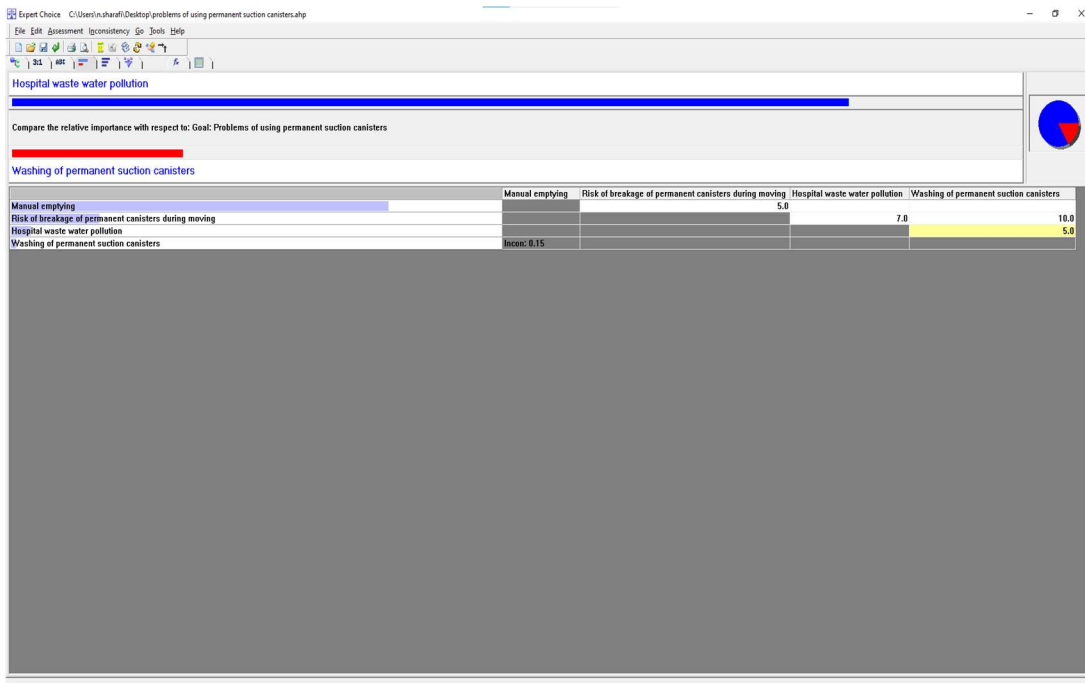 Expert Choice C:\Users\n.sharafi\Desktop\problems of using permanent suction canisters.ahp
File Edit Assessment Inconsistency Go Tools Help
3:1 ABC
Hospital waste water pollution
Compare the relative importance with respect to: Goal: Problems of using permanent suction canisters
Washing of permanent suction canisters
Manual emptying Risk of breakage of permanent canisters during moving Hospital waste water pollution Washing of permanent suction canisters
Manual emptying 5.0
Risk of breakage of permanent canisters during moving 7.0 10.0
Hospital waste water pollution 5.0
Washing of permanent suction canisters Incon: 0.15